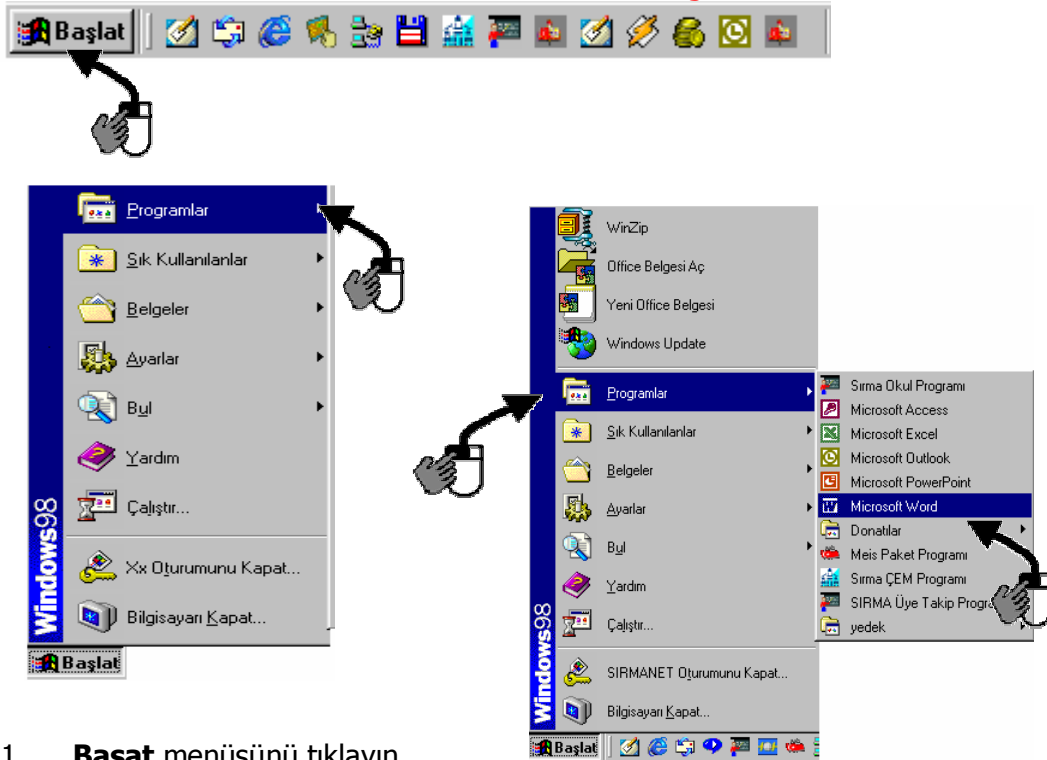 Başlat
Programlar
Sık Kullanılanlar
Belgeler
Ayarlar
Bul
Yardım
Çalıştır...
Xx Oturumunu Kapat...
Bilgisayarı Kapat...
Windows98
Başlat
WinZip
Office Belgesi Aç
Yeni Office Belgesi
Windows Update
Programlar
Sık Kullanılanlar
Belgeler
Ayarlar
Bul
Yardım
Çalıştır...
SIRMANET Oturumunu Kapat...
Bilgisayarı Kapat...
Windows98
Başlat
Sırma Okul Programı
Microsoft Access
Microsoft Excel
Microsoft Outlook
Microsoft PowerPoint
Microsoft Word
Donatılar
Meis Paket Programı
Sırma ÇEM Programı
SIRMA Üye Takip Progra
yedek
1 Başat menüsünü tıklayın